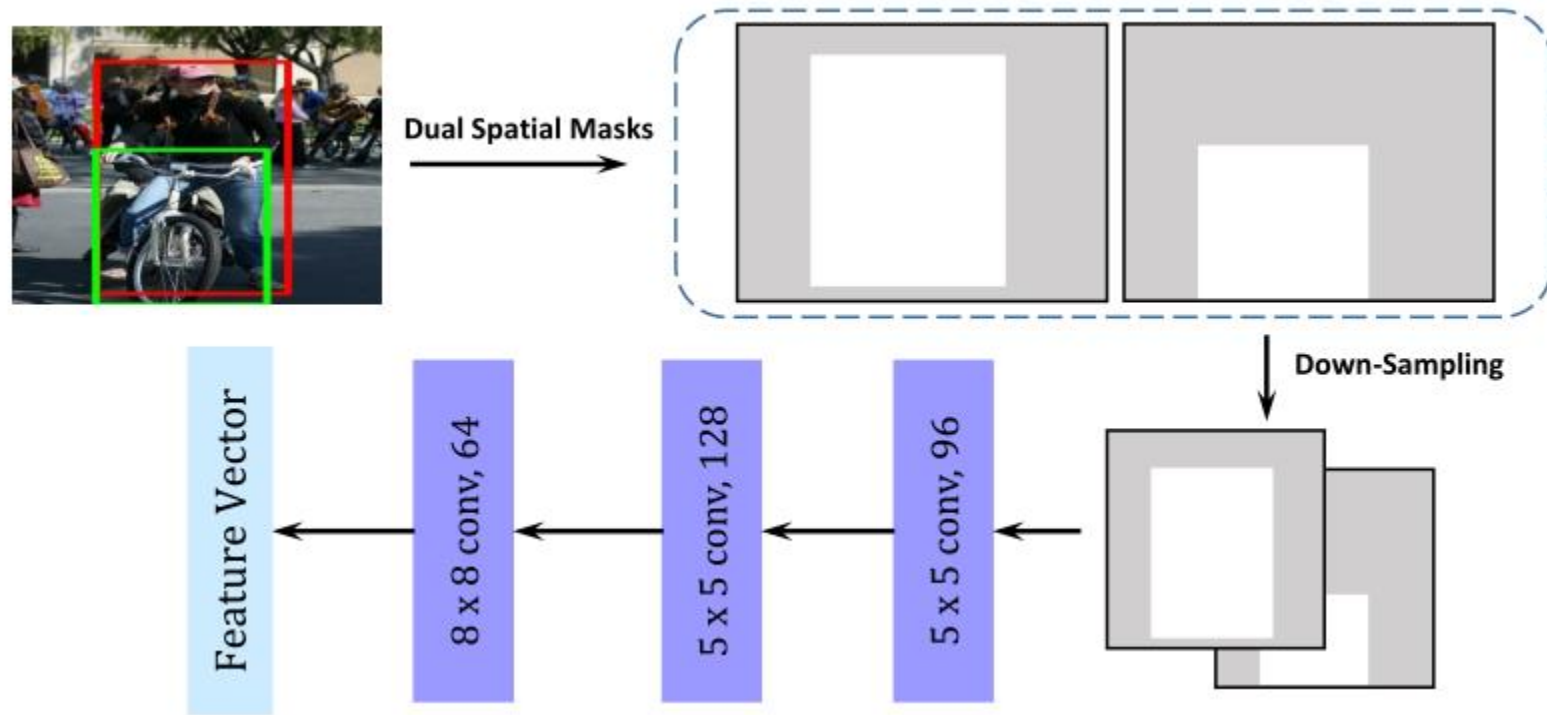 Dual Spatial Masks
Down-Sampling
Feature Vector
8 x 8 conv, 64
5 x 5 conv, 128
5 x 5 conv, 96